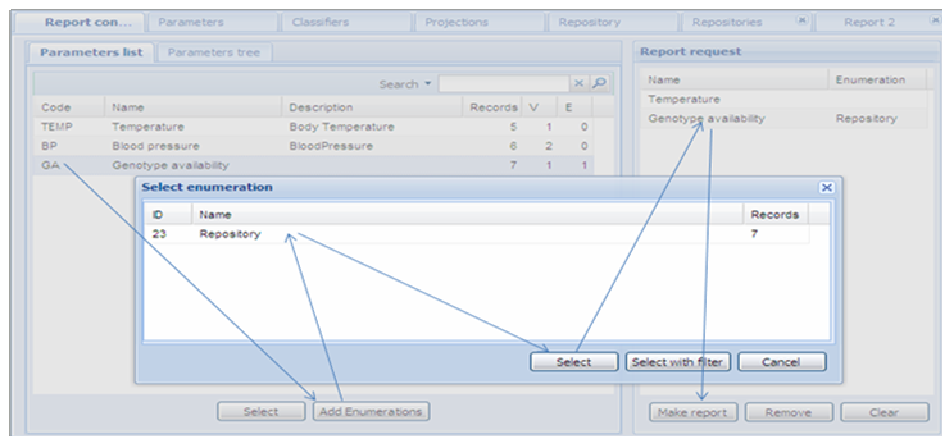 Report con... Parameters Classifiers Projections Repository Repositories Report 2
Parameters list Parameters tree
Search
Code Name Description Records V E
TEMP Temperature Body Temperature 5 1 0
BP Blood pressure BloodPressure 6 2 0
GA Genotype availability 7 1 1
Select Add Enumerations
Select enumeration
ID Name Records
23 Repository 7
Select Select with filter Cancel
Report request
Name Enumeration
Temperature
Genotype availability Repository
Make report Remove Clear